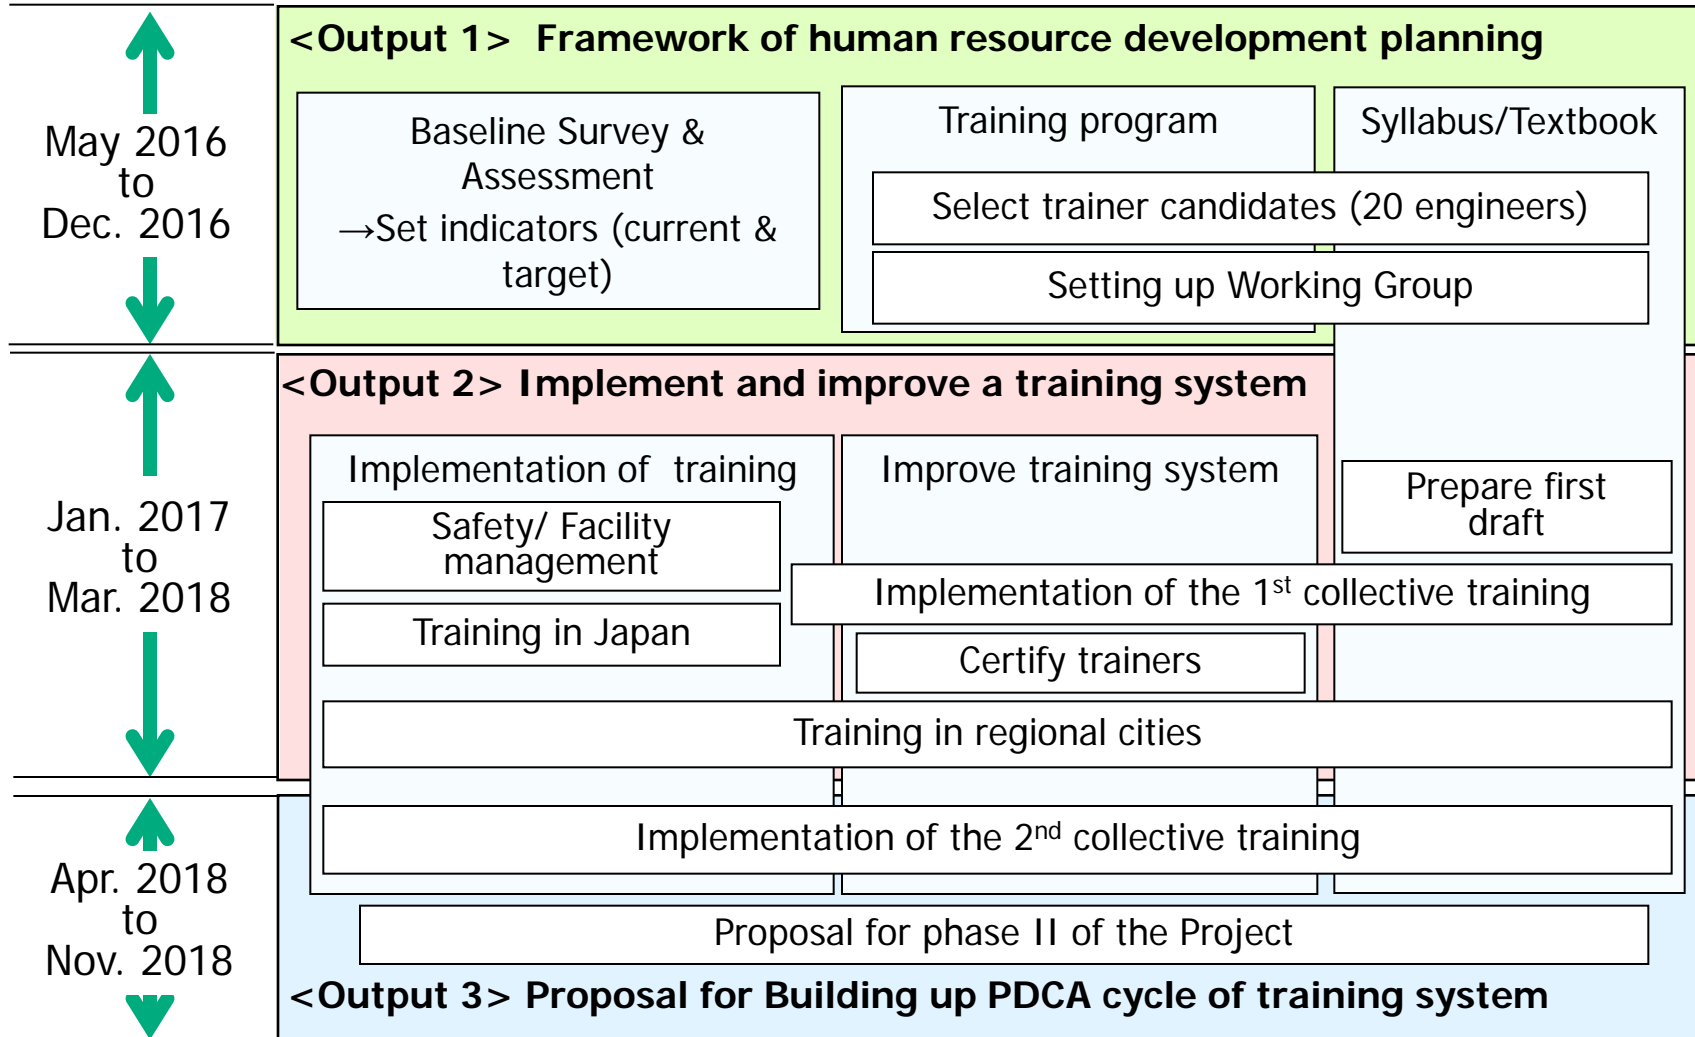 <Output 1> Framework of human resource development planning
May 2016
to
Dec. 2016
Baseline Survey &
Assessment
→Set indicators (current &
target)
Training program
Syllabus/Textbook
Select trainer candidates (20 engineers)
Setting up Working Group
<Output 2> Implement and improve a training system
Jan. 2017
to
Mar. 2018
Implementation of training
Safety/ Facility
management
Training in Japan
Improve training system
Prepare first
draft
Implementation of the 1st collective training
Certify trainers
Training in regional cities
Apr. 2018
to
Nov. 2018
Implementation of the 2nd collective training
Proposal for phase II of the Project
<Output 3> Proposal for Building up PDCA cycle of training system